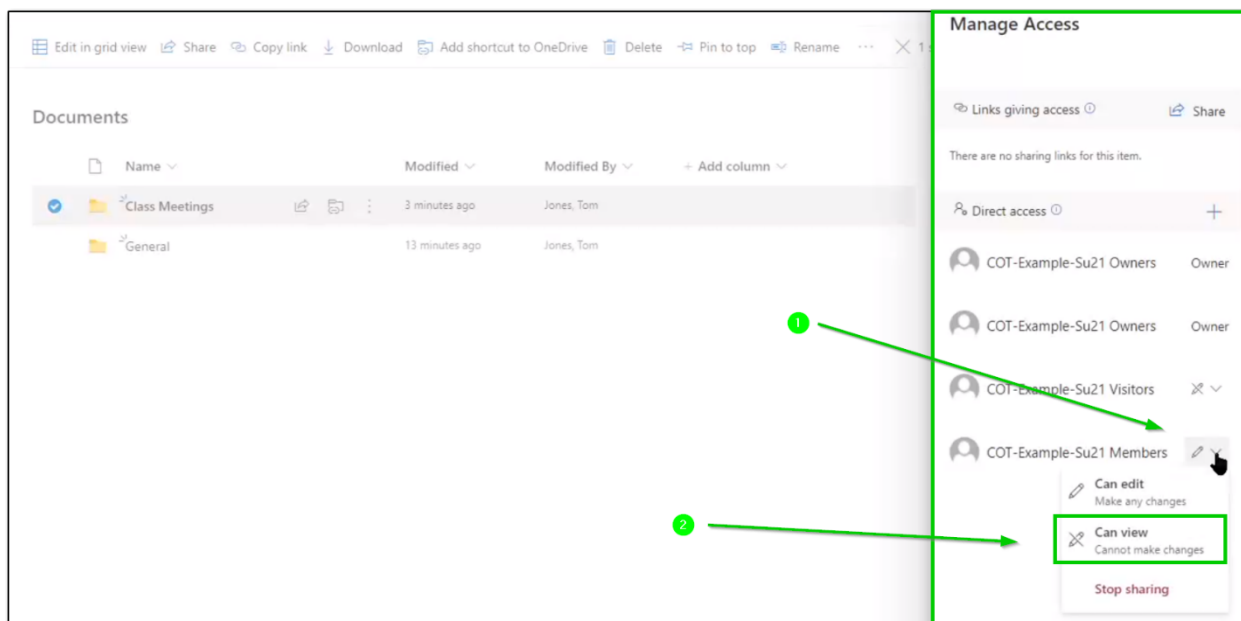 Edit in grid view Share Copy link Download Add shortcut to OneDrive Delete Pin to top Rename ... 1
Documents
Name Modified Modified By + Add column
Class Meetings 3 minutes ago Jones, Tom
General 13 minutes ago Jones, Tom
Manage Access
Links giving access Share
There are no sharing links for this item.
Direct access
COT-Example-Su21 Owners Owner
COT-Example-Su21 Owners Owner
1
COT-Example-Su21 Visitors
COT-Example-Su21 Members
Can edit
Make any changes
2
Can view
Cannot make changes
Stop sharing